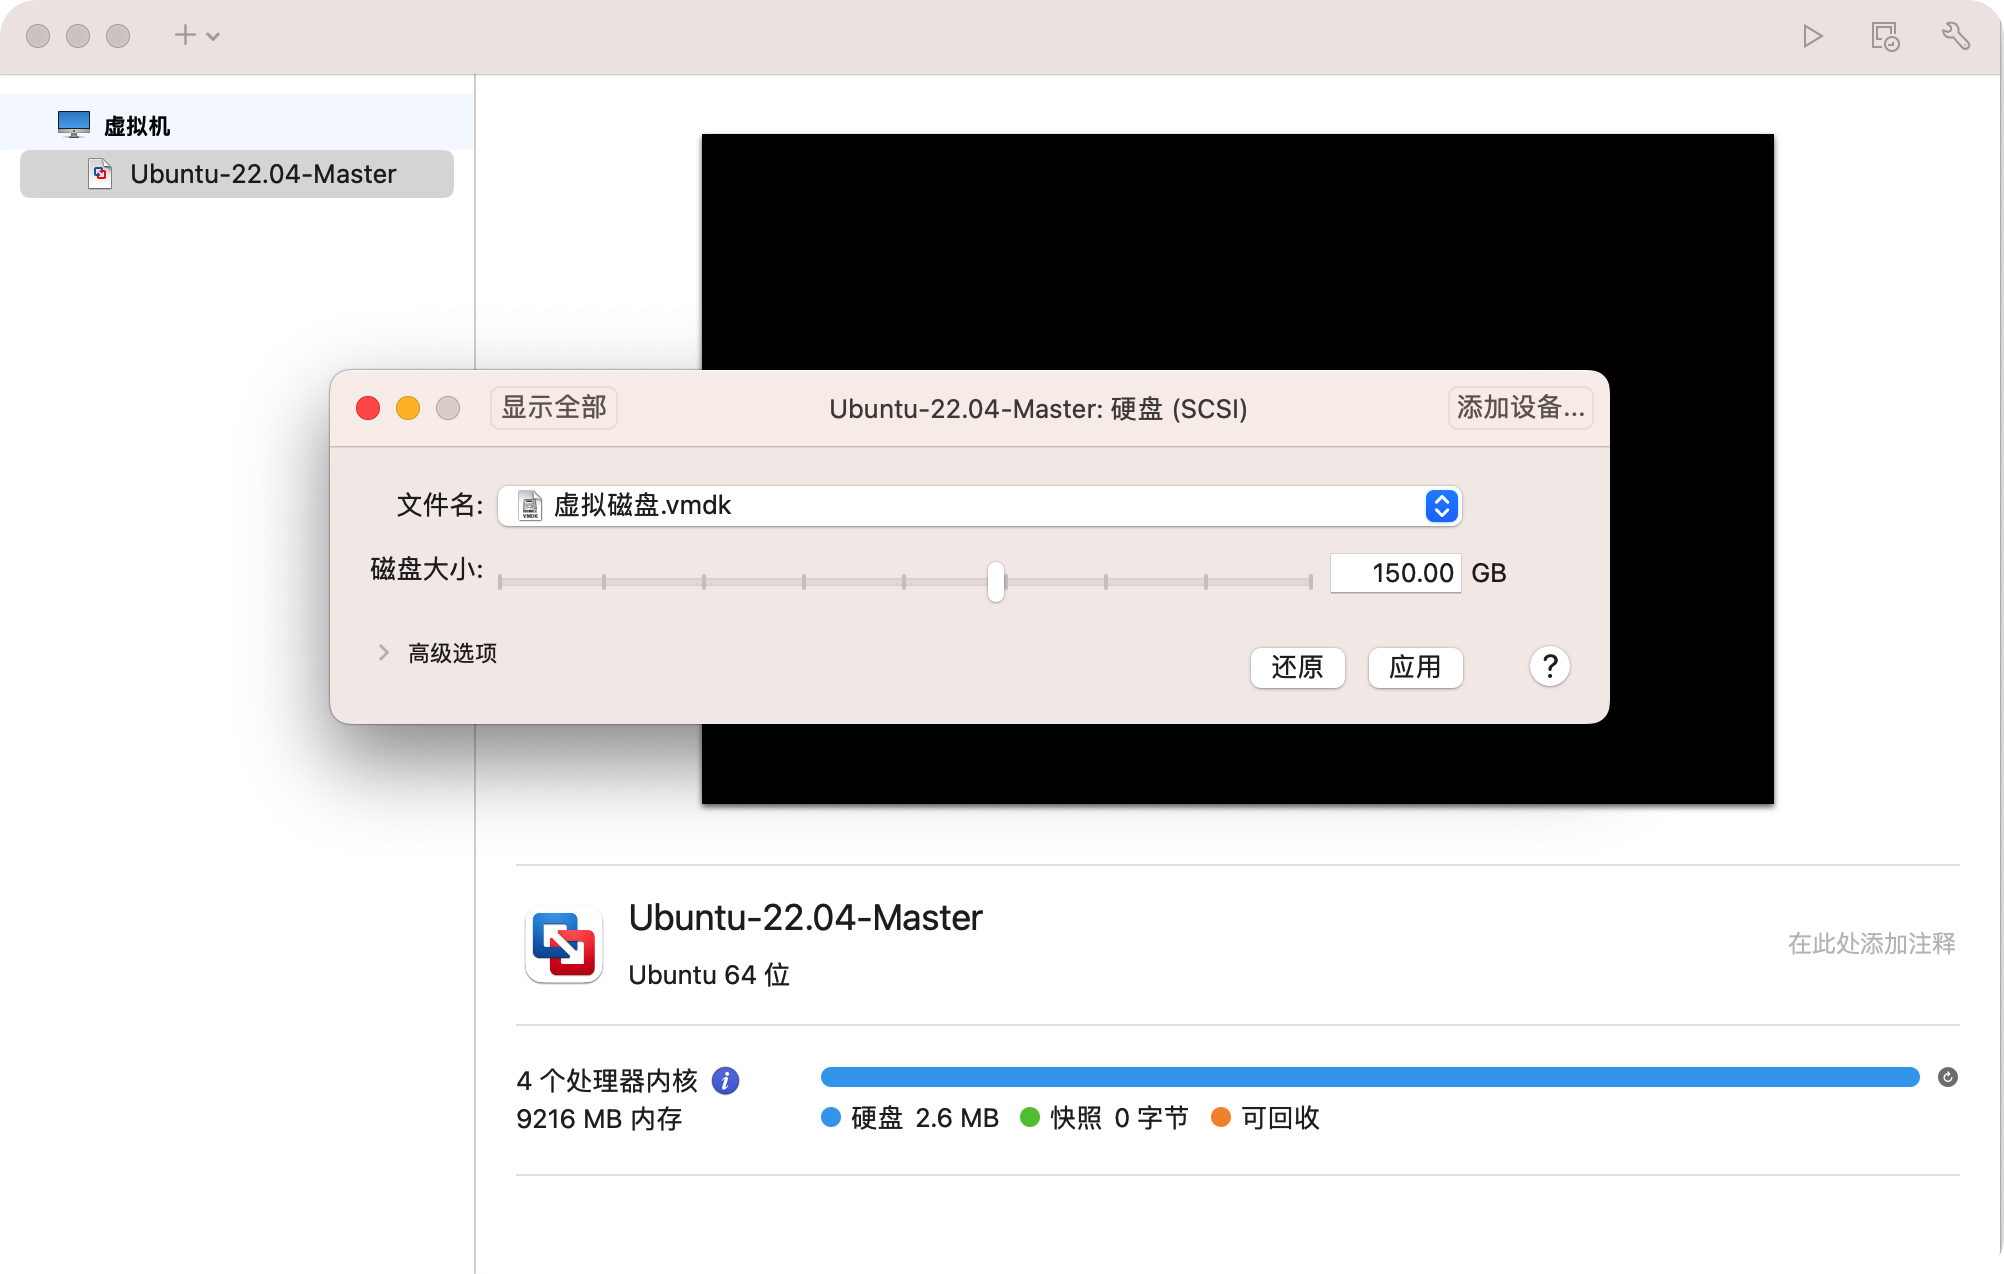 虚拟机
Ubuntu-22.04-Master
显示全部
Ubuntu-22.04-Master: 硬盘 (SCSI)
添加设备...
文件名:
虚拟磁盘.vmdk
磁盘大小:
150.00 GB
高级选项
还原
应用
?
Ubuntu-22.04-Master
Ubuntu 64 位
在此处添加注释
4 个处理器内核
9216 MB 内存
硬盘 2.6 MB 快照 0 字节 可回收